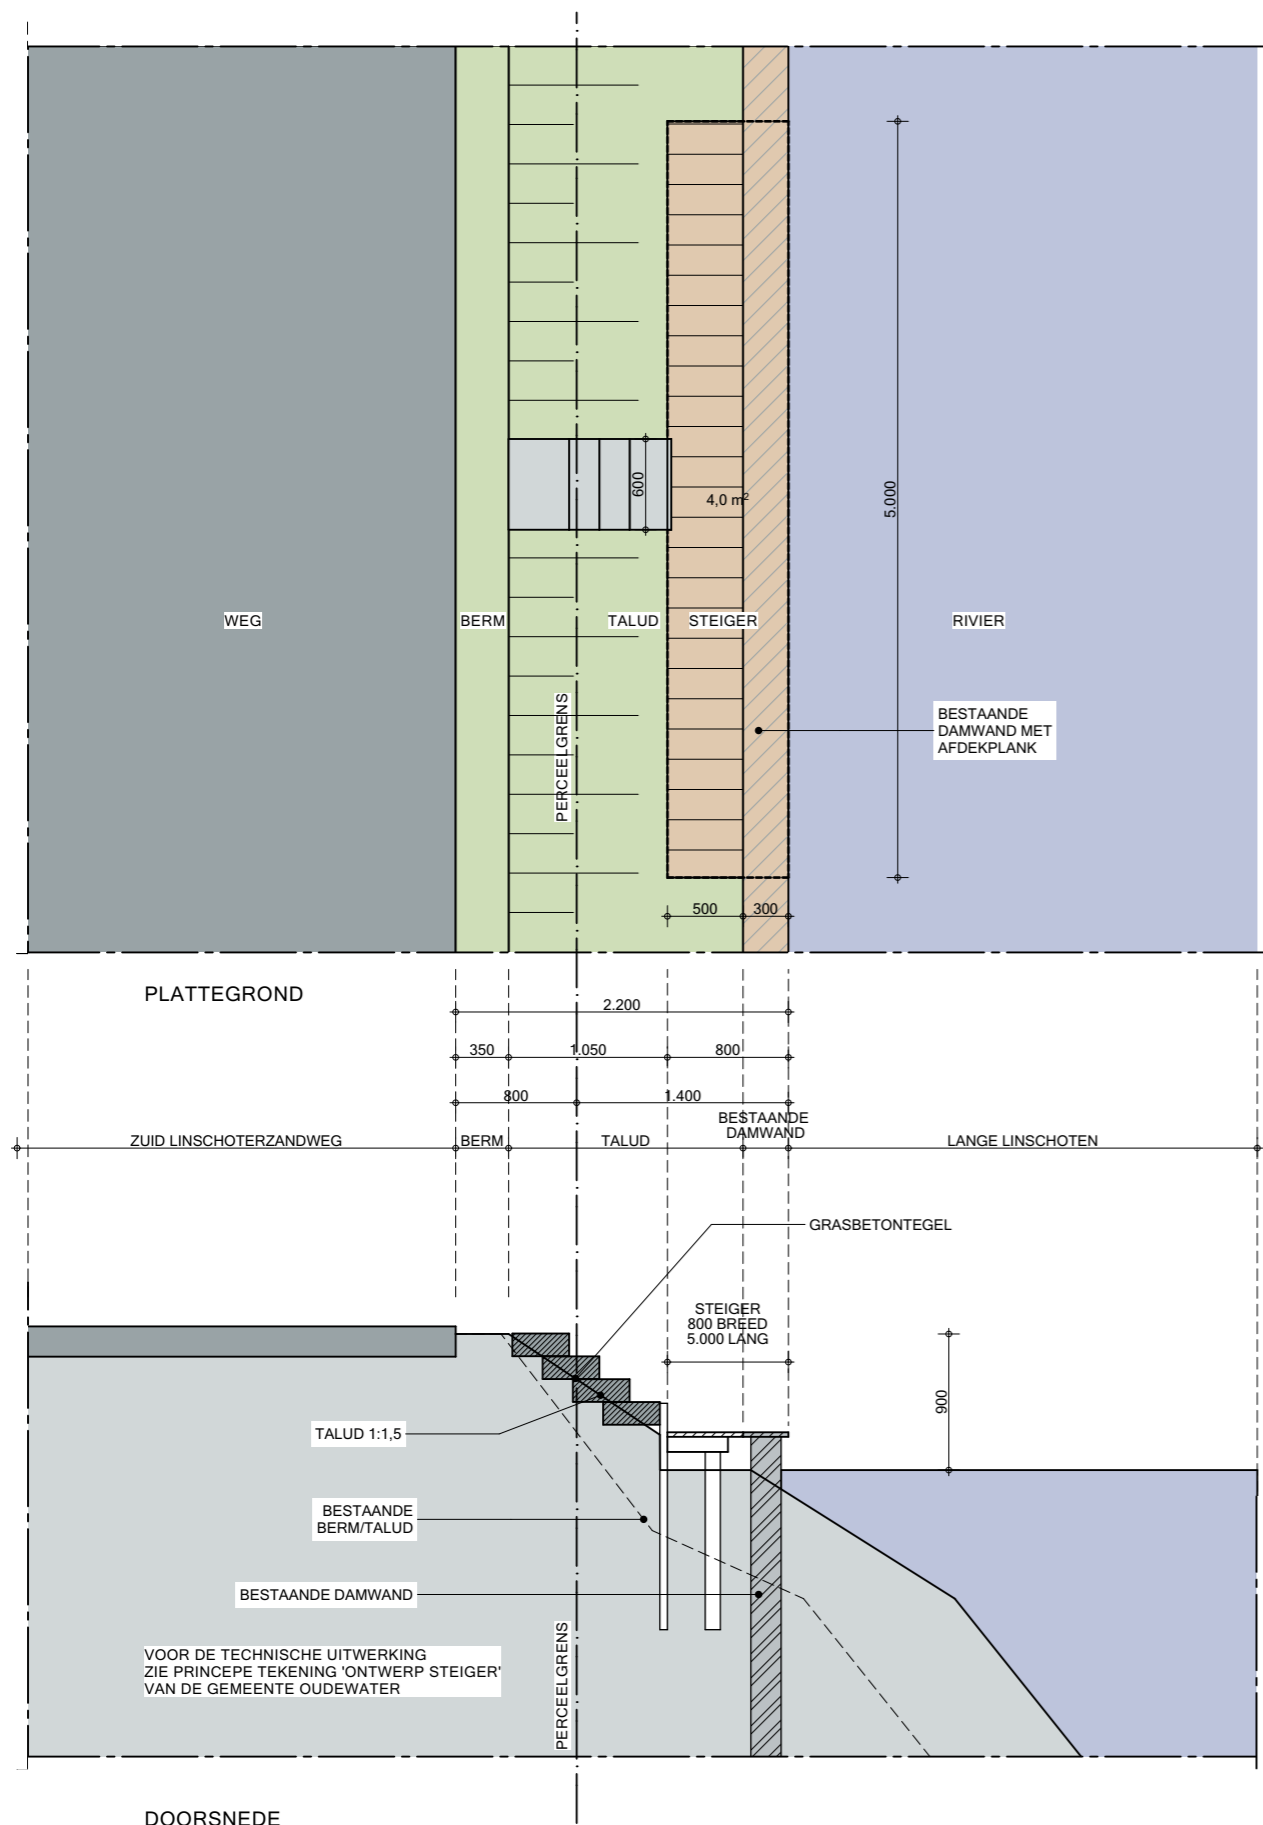 600
4,0 m²
5.000
WEG
BERM
TALUD
STEIGER
RIVIER
PERCEELGRENS
BESTAANDE
DAMWAND MET
AFDEKPLANK
500
300
PLATTEGROND
2.200
350
1.050
800
800
1.400
ZUID LINSCHOTERZANDWEG
BERM
TALUD
BESTAANDE
DAMWAND
LANGE LINSCHOTEN
GRASBETONTEGEL
STEIGER
800 BREED
5.000 LANG
900
TALUD 1:1,5
BESTAANDE
BERM/TALUD
BESTAANDE DAMWAND
PERCEELGRENS
VOOR DE TECHNISCHE UITWERKING
ZIE PRINCEPE TEKENING 'ONTWERP STEIGER'
VAN DE GEMEENTE OUDEWATER
DOORSNEDE